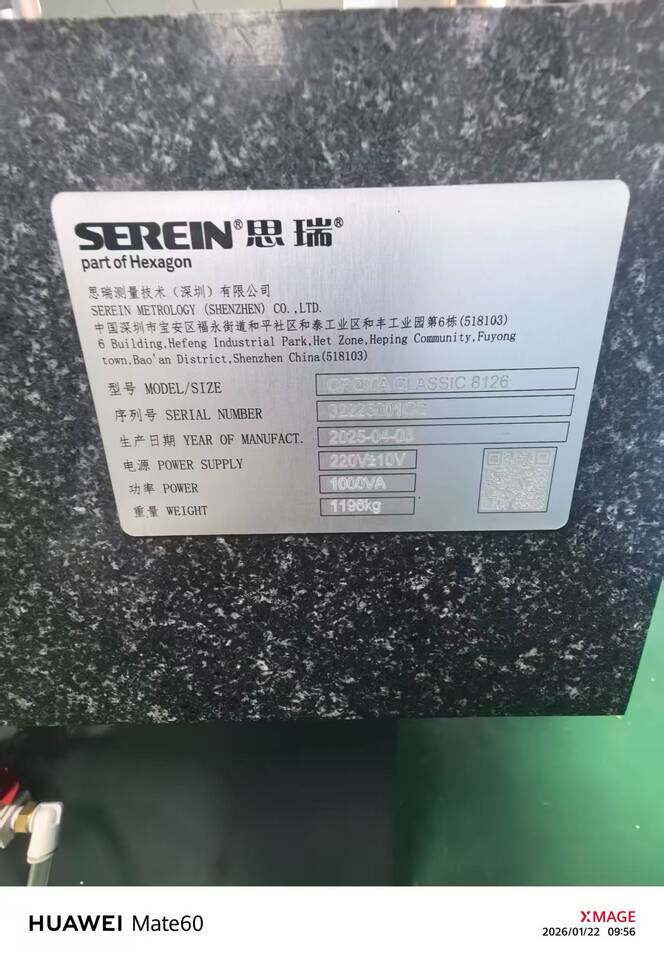 SEREIN®思瑞®
part of Hexagon
思瑞测量技术（深圳）有限公司
SEREIN METROLOGY (SHENZHEN) CO.,LTD.
中国深圳市宝安区福永街道和平社区和泰工业区和丰工业园第6栋(518103)
6 Building,Hefeng Industrial Park,Het Zone,Heping Community,Fuyong
town,Bao'an District,Shenzhen China(518103)
型号 MODEL/SIZE CROMA CLASSIC 8126
序列号 SERIAL NUMBER
生产日期 YEAR OF MANUFACT. 2025-04-03
电源 POWER SUPPLY 220V±10V
功率 POWER 1000VA
重量 WEIGHT 1198kg
HUAWEI Mate60
XMAGE
2026/01/22 09:56